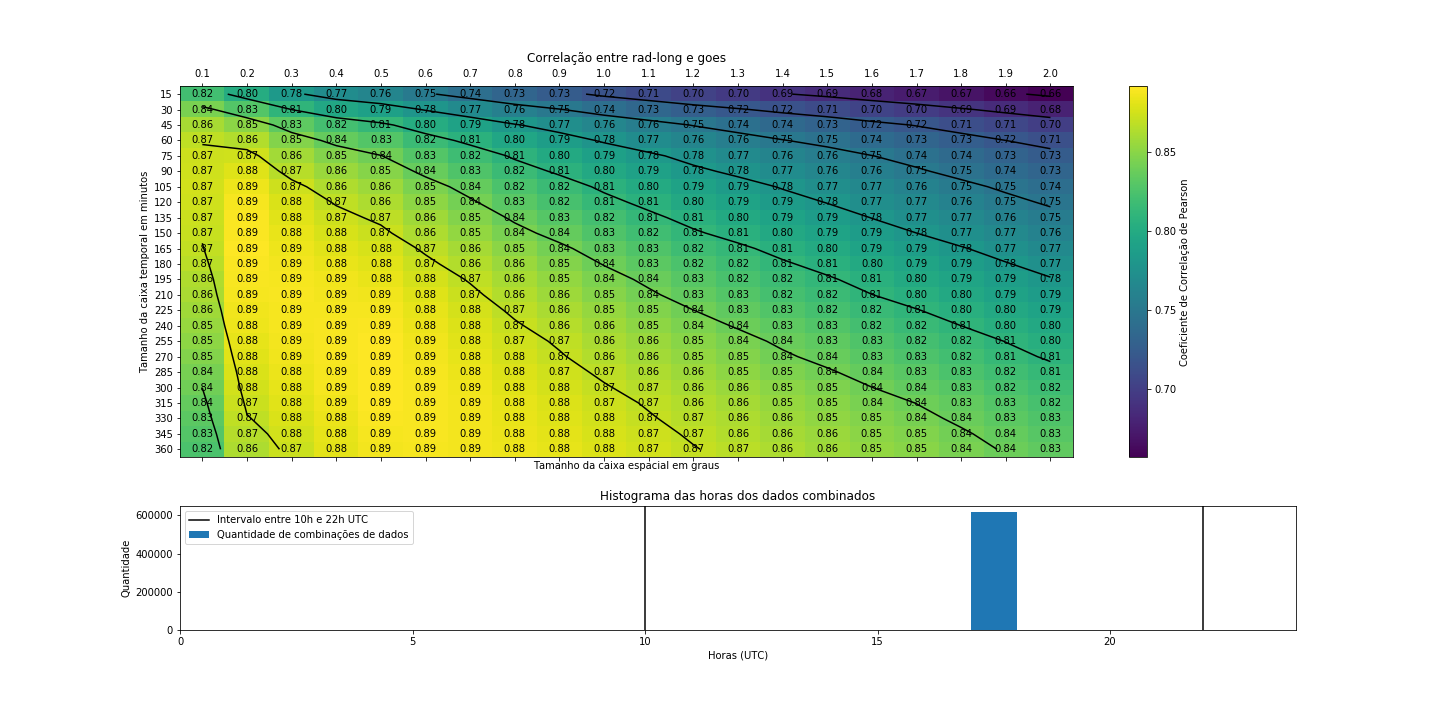 Correlação entre rad-long e goes
0.1 0.2 0.3 0.4 0.5 0.6 0.7 0.8 0.9 1.0 1.1 1.2 1.3 1.4 1.5 1.6 1.7 1.8 1.9 2.0
15 0.82 0.80 0.78 0.77 0.76 0.75 0.74 0.73 0.73 0.72 0.71 0.70 0.70 0.69 0.69 0.68 0.67 0.67 0.66 0.66
30 0.84 0.83 0.81 0.80 0.79 0.78 0.77 0.76 0.75 0.74 0.73 0.73 0.72 0.72 0.71 0.70 0.70 0.69 0.69 0.68
45 0.86 0.85 0.83 0.82 0.81 0.80 0.79 0.78 0.77 0.76 0.76 0.75 0.74 0.74 0.73 0.72 0.72 0.71 0.71 0.70
60 0.87 0.86 0.85 0.84 0.83 0.82 0.81 0.80 0.79 0.78 0.77 0.76 0.76 0.75 0.75 0.74 0.73 0.73 0.72 0.71
75 0.87 0.87 0.86 0.85 0.84 0.83 0.82 0.81 0.80 0.79 0.78 0.78 0.77 0.76 0.76 0.75 0.74 0.74 0.73 0.73
90 0.87 0.88 0.87 0.86 0.85 0.84 0.83 0.82 0.81 0.80 0.79 0.78 0.78 0.77 0.76 0.76 0.75 0.75 0.74 0.73
105 0.87 0.89 0.87 0.86 0.86 0.85 0.84 0.82 0.82 0.81 0.80 0.79 0.79 0.78 0.77 0.77 0.76 0.75 0.75 0.74
120 0.87 0.89 0.88 0.87 0.86 0.85 0.84 0.83 0.82 0.81 0.81 0.80 0.79 0.79 0.78 0.77 0.77 0.76 0.75 0.75
135 0.87 0.89 0.88 0.87 0.87 0.86 0.85 0.84 0.83 0.82 0.81 0.81 0.80 0.79 0.79 0.78 0.77 0.77 0.76 0.75
150 0.87 0.89 0.88 0.88 0.87 0.86 0.85 0.84 0.83 0.83 0.82 0.81 0.81 0.80 0.79 0.79 0.78 0.77 0.77 0.76
165 0.87 0.89 0.89 0.88 0.88 0.87 0.86 0.85 0.84 0.83 0.83 0.82 0.81 0.81 0.80 0.79 0.79 0.78 0.77 0.77
180 0.87 0.89 0.89 0.88 0.88 0.87 0.86 0.86 0.85 0.84 0.83 0.82 0.82 0.81 0.81 0.80 0.79 0.79 0.78 0.77
195 0.86 0.89 0.89 0.89 0.88 0.88 0.87 0.86 0.85 0.84 0.84 0.83 0.82 0.82 0.81 0.81 0.80 0.79 0.79 0.78
210 0.86 0.89 0.89 0.89 0.89 0.88 0.87 0.86 0.86 0.85 0.84 0.83 0.83 0.82 0.82 0.81 0.80 0.80 0.79 0.79
225 0.86 0.89 0.89 0.89 0.89 0.88 0.87 0.87 0.86 0.85 0.85 0.84 0.83 0.83 0.82 0.82 0.81 0.80 0.80 0.79
240 0.85 0.88 0.89 0.89 0.89 0.88 0.88 0.87 0.86 0.86 0.85 0.84 0.84 0.83 0.83 0.82 0.82 0.81 0.80 0.80
255 0.85 0.88 0.89 0.89 0.89 0.88 0.88 0.87 0.87 0.86 0.86 0.85 0.84 0.84 0.83 0.83 0.82 0.82 0.81 0.80
270 0.85 0.88 0.89 0.89 0.89 0.89 0.88 0.88 0.87 0.86 0.86 0.85 0.85 0.84 0.84 0.83 0.83 0.82 0.81 0.81
285 0.84 0.88 0.88 0.89 0.89 0.89 0.88 0.88 0.87 0.87 0.86 0.86 0.85 0.85 0.84 0.84 0.83 0.82 0.82 0.81
300 0.84 0.88 0.88 0.89 0.89 0.89 0.88 0.88 0.88 0.87 0.87 0.86 0.85 0.85 0.85 0.84 0.84 0.83 0.82 0.82
315 0.84 0.87 0.88 0.89 0.89 0.89 0.89 0.88 0.88 0.87 0.87 0.86 0.86 0.85 0.85 0.84 0.84 0.83 0.83 0.82
330 0.83 0.87 0.88 0.88 0.89 0.89 0.89 0.88 0.88 0.88 0.87 0.87 0.86 0.86 0.85 0.85 0.84 0.84 0.83 0.83
345 0.83 0.87 0.88 0.88 0.89 0.89 0.89 0.88 0.88 0.88 0.87 0.87 0.86 0.86 0.86 0.85 0.85 0.84 0.84 0.83
360 0.82 0.86 0.87 0.88 0.89 0.89 0.89 0.88 0.88 0.88 0.87 0.87 0.86 0.86 0.86 0.85 0.85 0.84 0.84 0.83
Tamanho da caixa temporal em minutos
Tamanho da caixa espacial em graus
0.85
0.80
0.75
0.70
Coeficiente de Correlação de Pearson
Histograma das horas dos dados combinados
Intervalo entre 10h e 22h UTC
Quantidade de combinações de dados
600000
400000
200000
0
Quantidade
0 5 10 15 20
Horas (UTC)